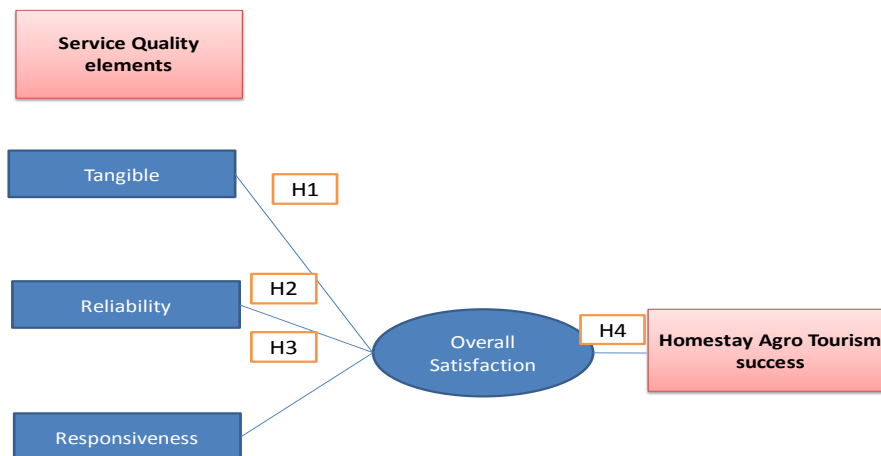 Service Quality
elements
Tangible
H1
Reliability
H2
H3
Responsiveness
Overall
Satisfaction
H4
Homestay Agro Tourism
success